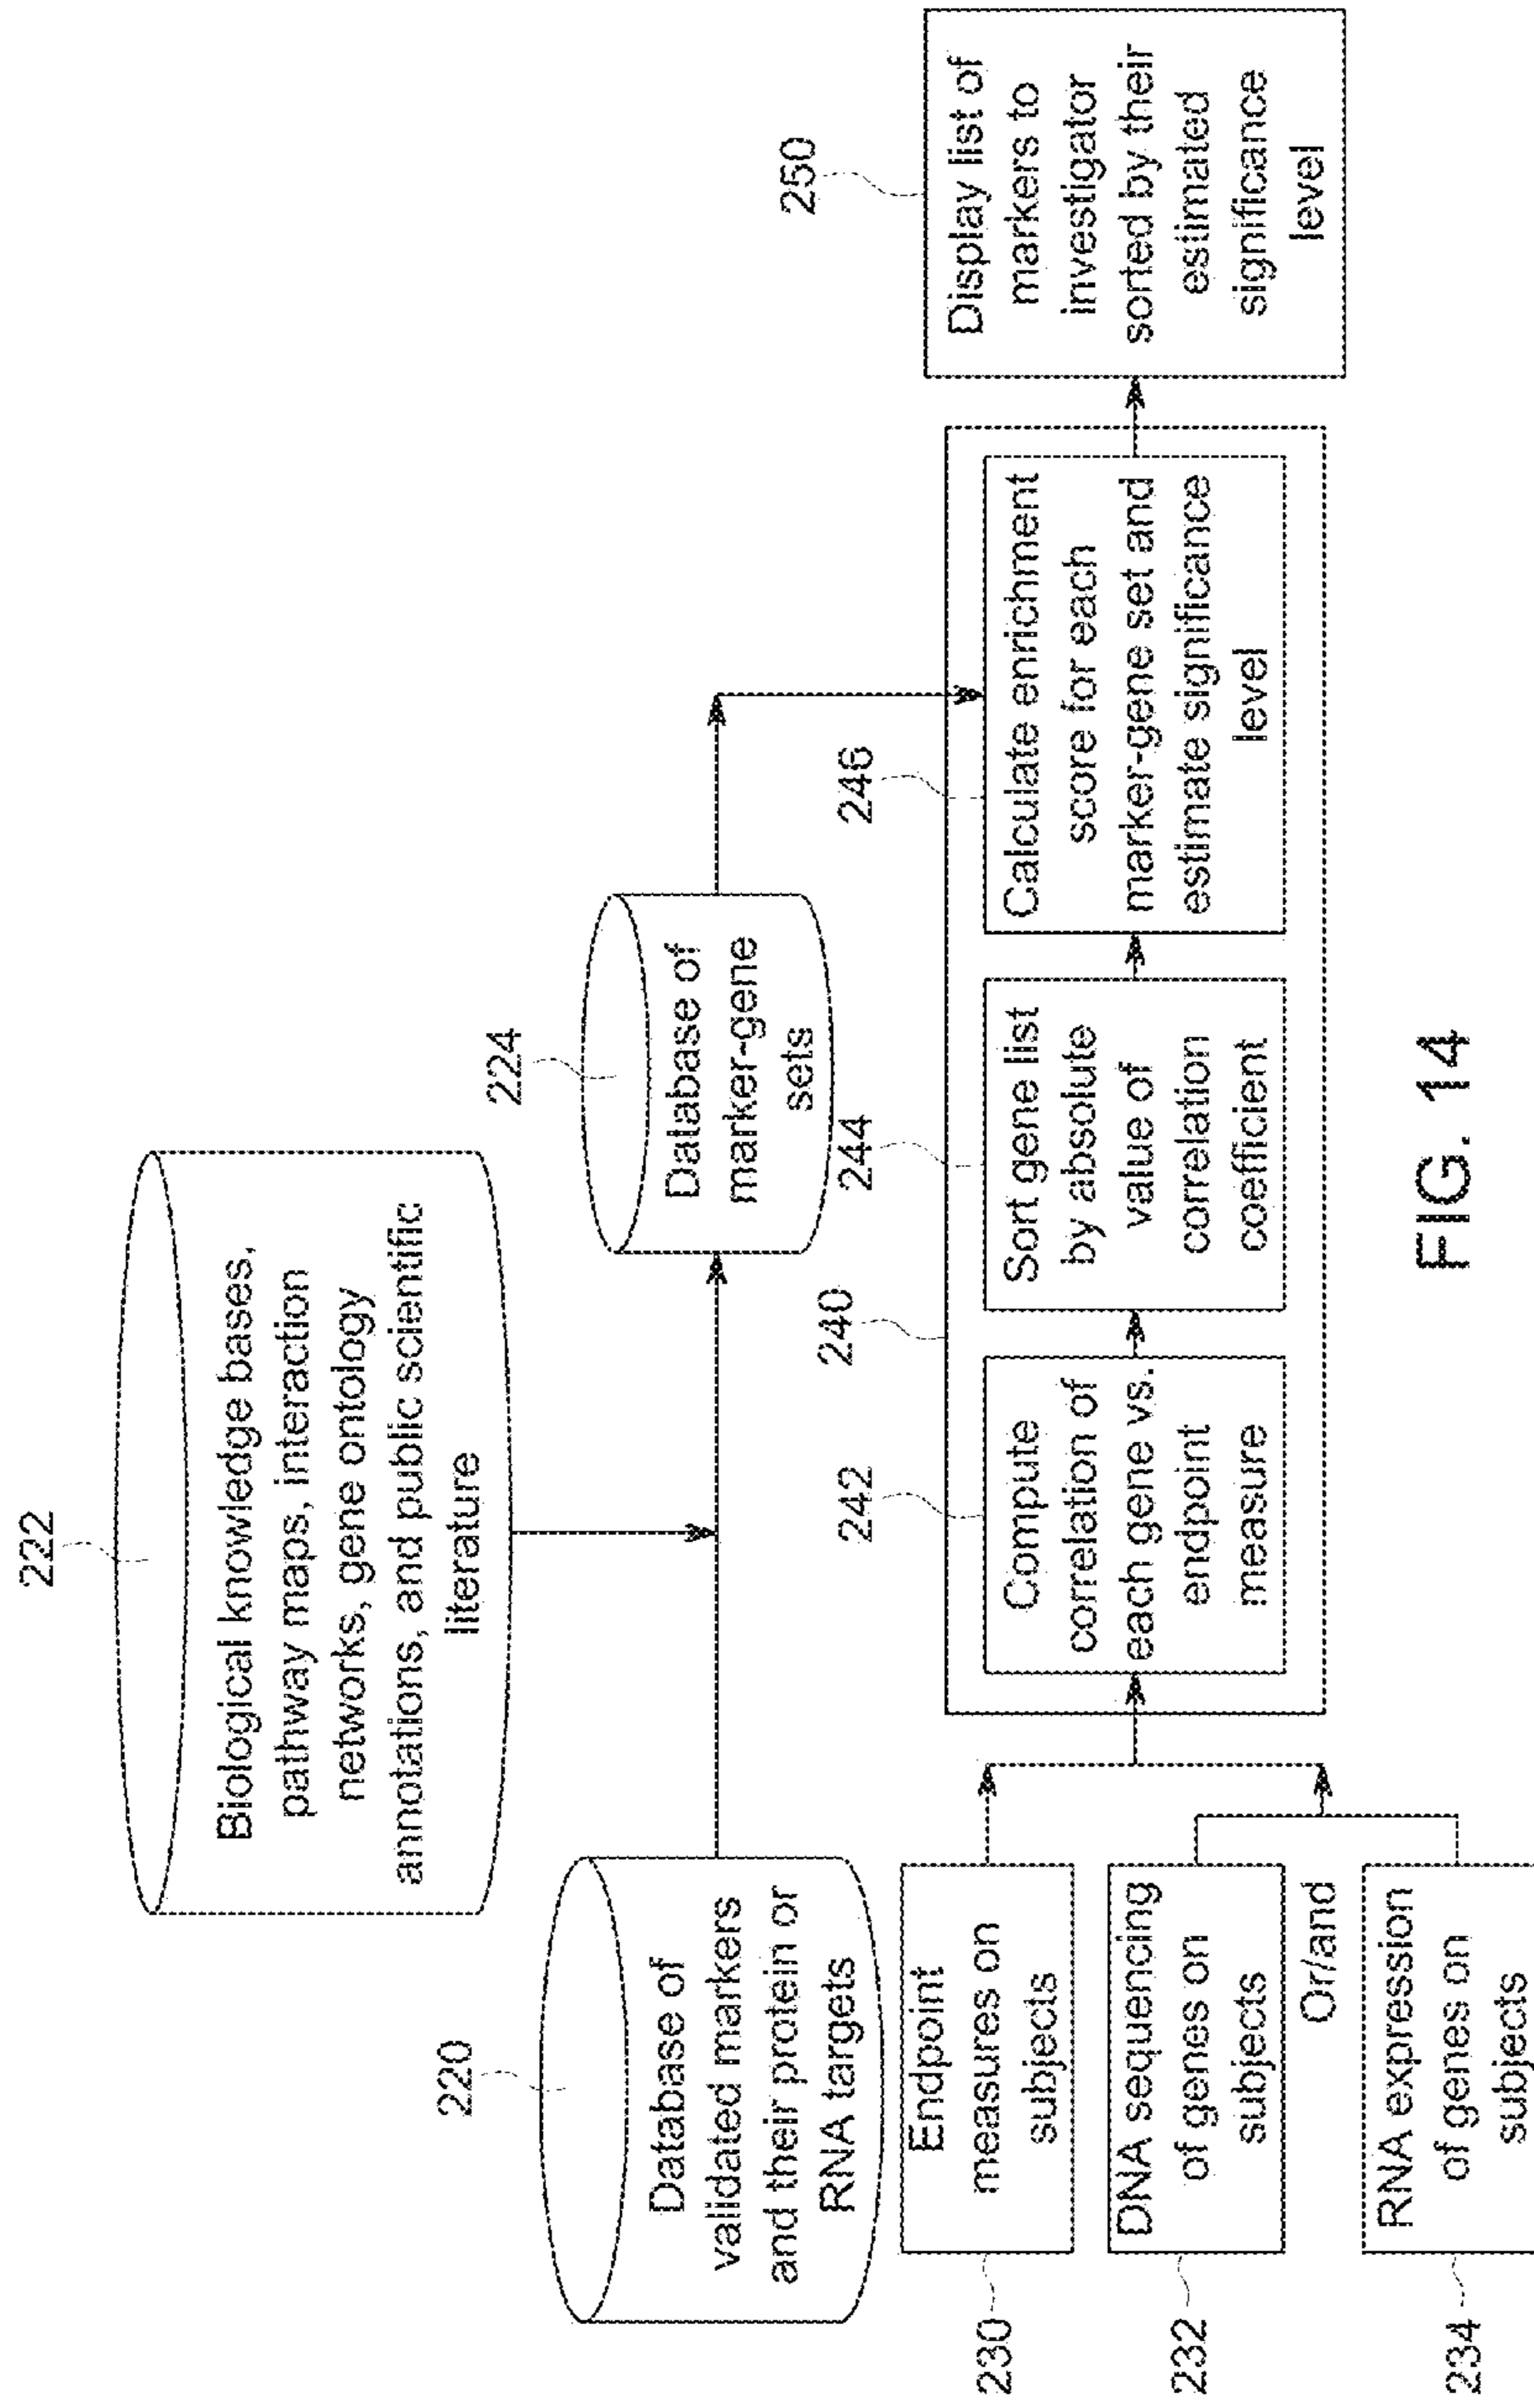 222
Biological knowledge bases,
pathway maps, interaction
networks, gene ontology
annotations, and public scientific
literature
220
Database of
validated markers
and their protein or
RNA targets
224
Database of
marker-gene
sets
230
Endpoint
measures on
subjects
232
DNA sequencing
of genes on
subjects
Or/and
234
RNA expression
of genes on
subjects
240
242
Compute
correlation of
each gene vs.
endpoint
measure
244
Sort gene list
by absolute
value of
correlation
coefficient
246
Calculate enrichment
score for each
marker-gene set and
estimate significance
level
250
Display list of
markers to
investigator
sorted by their
estimated
significance
level
FIG. 14